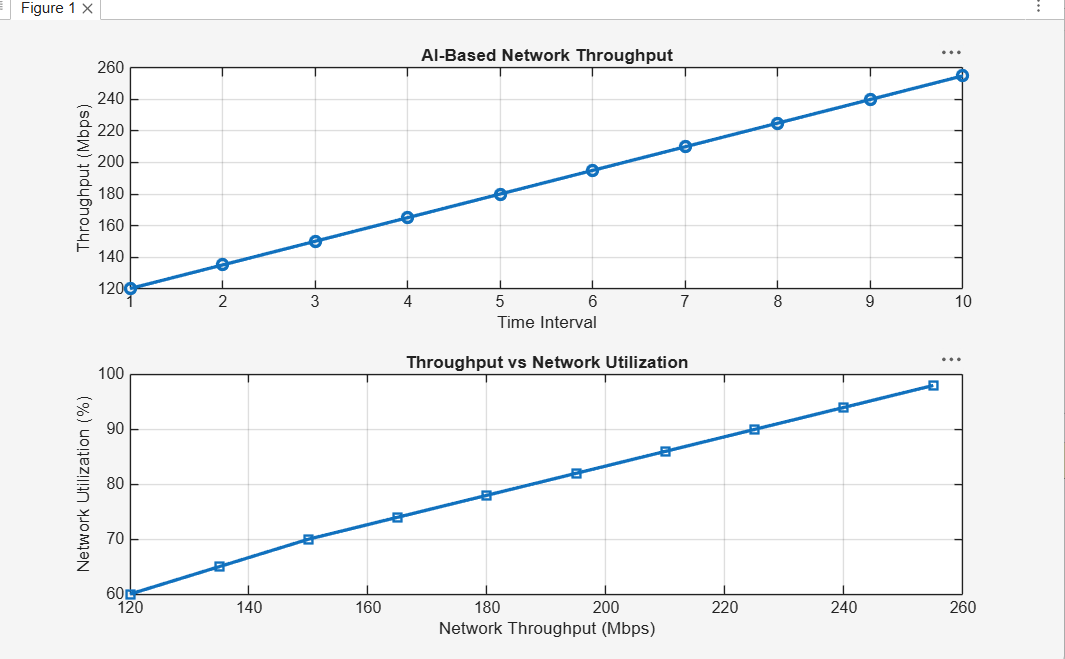 Figure 1
AI-Based Network Throughput
260
240
220
200
180
160
140
120
Throughput (Mbps)
1 2 3 4 5 6 7 8 9 10
Time Interval
Throughput vs Network Utilization
100
90
80
70
60
Network Utilization (%)
120 140 160 180 200 220 240 260
Network Throughput (Mbps)